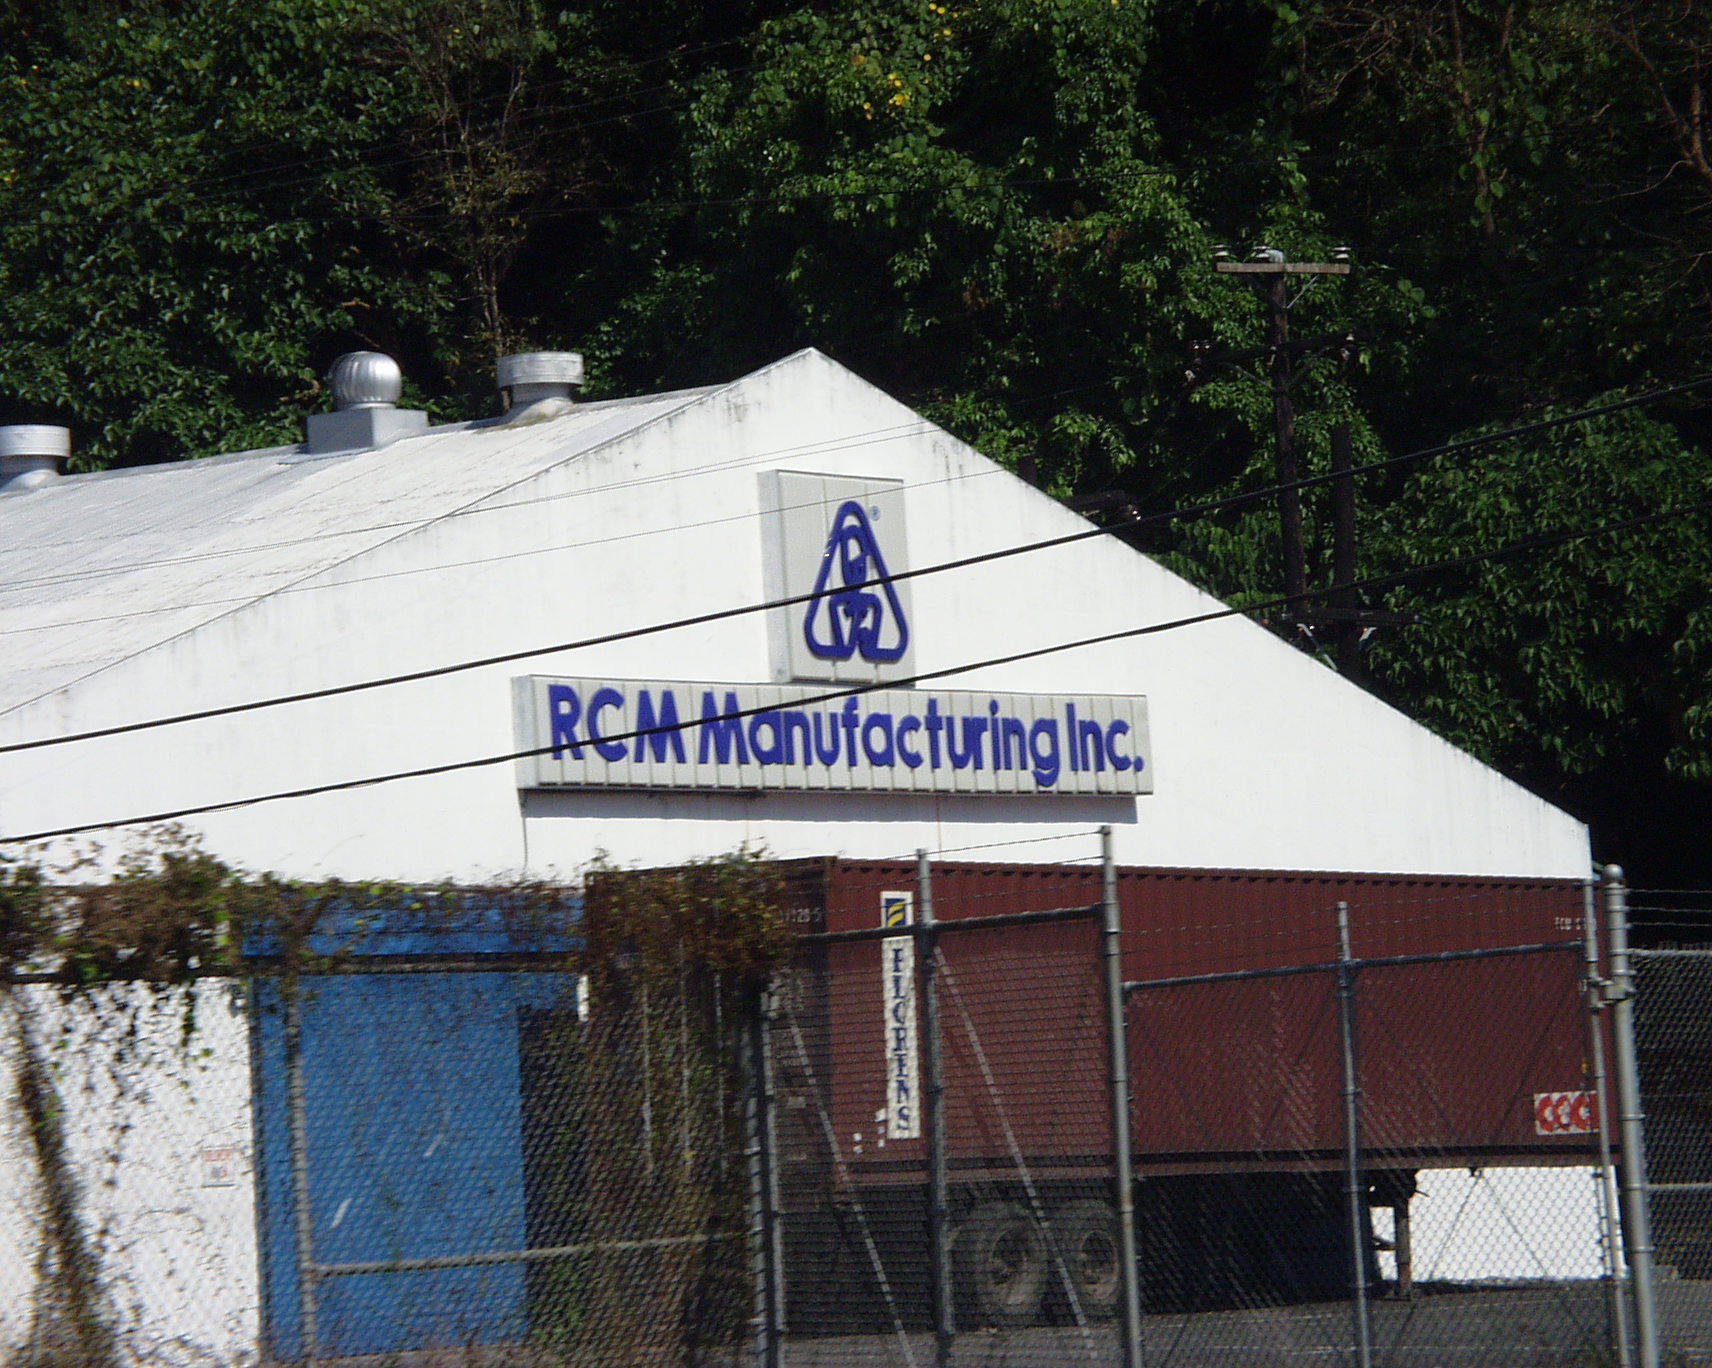 ®
RCM Manufacturing Inc.
FLORENS